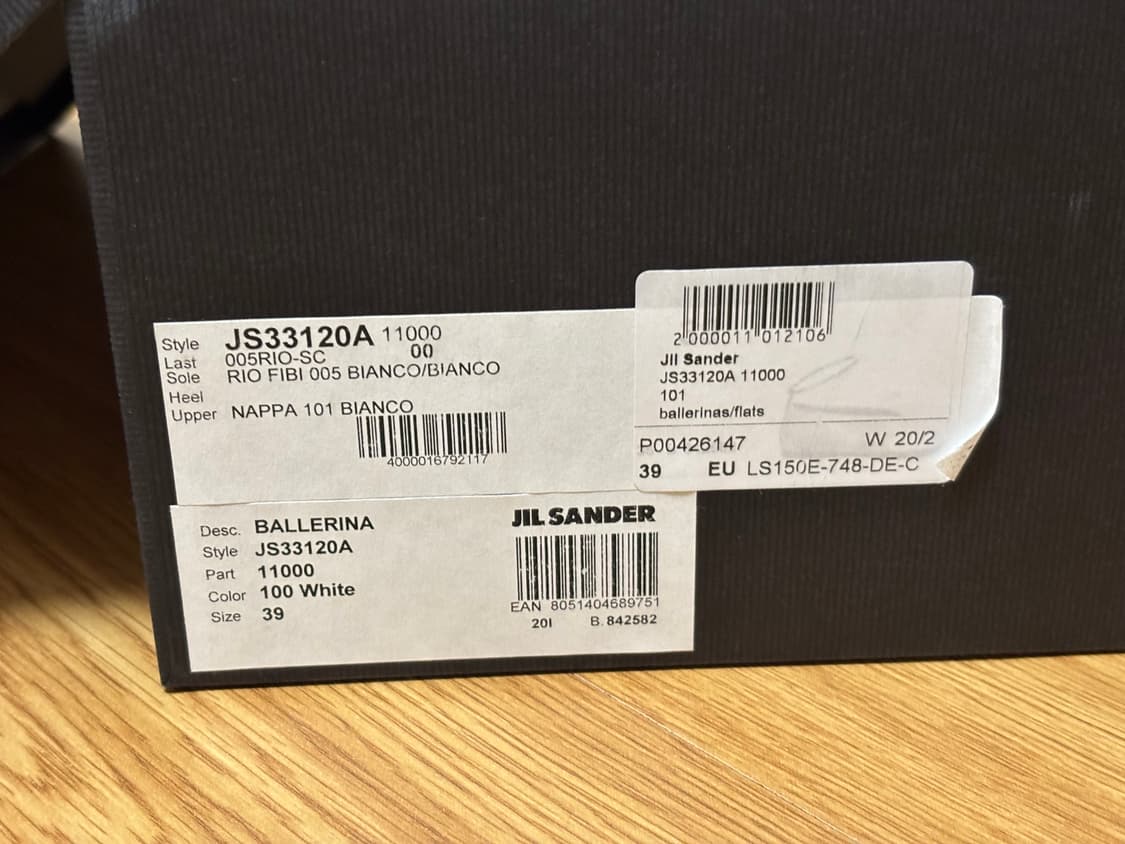 Style JS33120A 11000
Last 005RIO-SC 00
Sole RIO FIBI 005 BIANCO/BIANCO
Heel
Upper NAPPA 101 BIANCO
4000016792117
2 000011 012106
Jil Sander
JS33120A 11000
101
ballerinas/flats
P00426147 W 20/2
39 EU LS150E-748-DE-C
Desc. BALLERINA
Style JS33120A
Part 11000
Color 100 White
Size 39
JIL SANDER
EAN 8051404689751
20I B. 842582